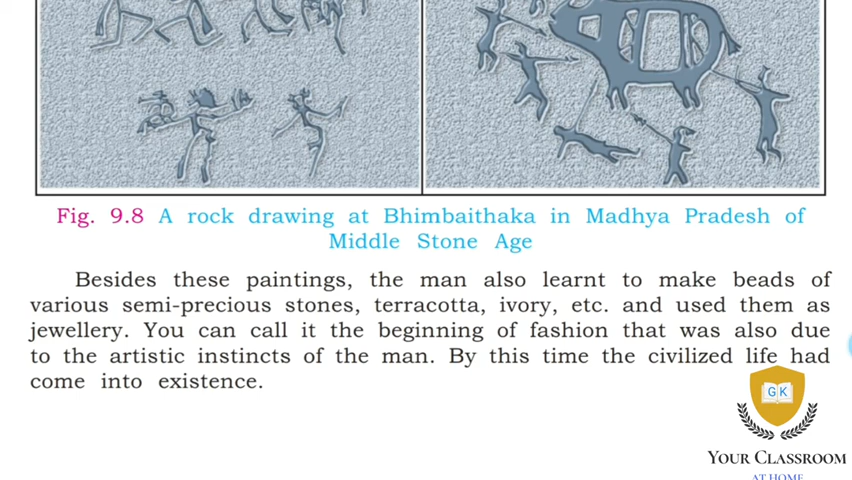 Fig. 9.8 A rock drawing at Bhimbaithaka in Madhya Pradesh of
Middle Stone Age
Besides these paintings, the man also learnt to make beads of
various semi-precious stones, terracotta, ivory, etc. and used them as
jewellery. You can call it the beginning of fashion that was also due
to the artistic instincts of the man. By this time the civilized life had
come into existence.
G K
YOUR CLASSROOM
AT HOME